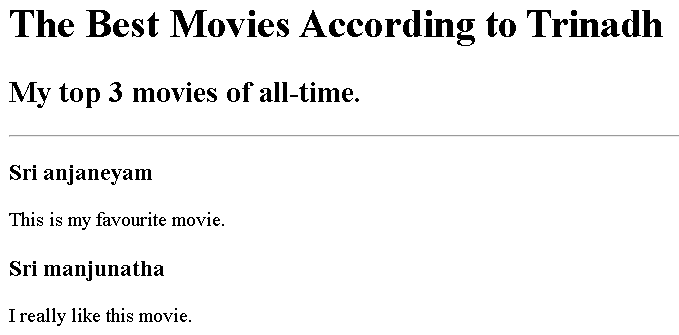 The Best Movies According to Trinadh
My top 3 movies of all-time.
Sri anjaneyam
This is my favourite movie.
Sri manjunatha
I really like this movie.